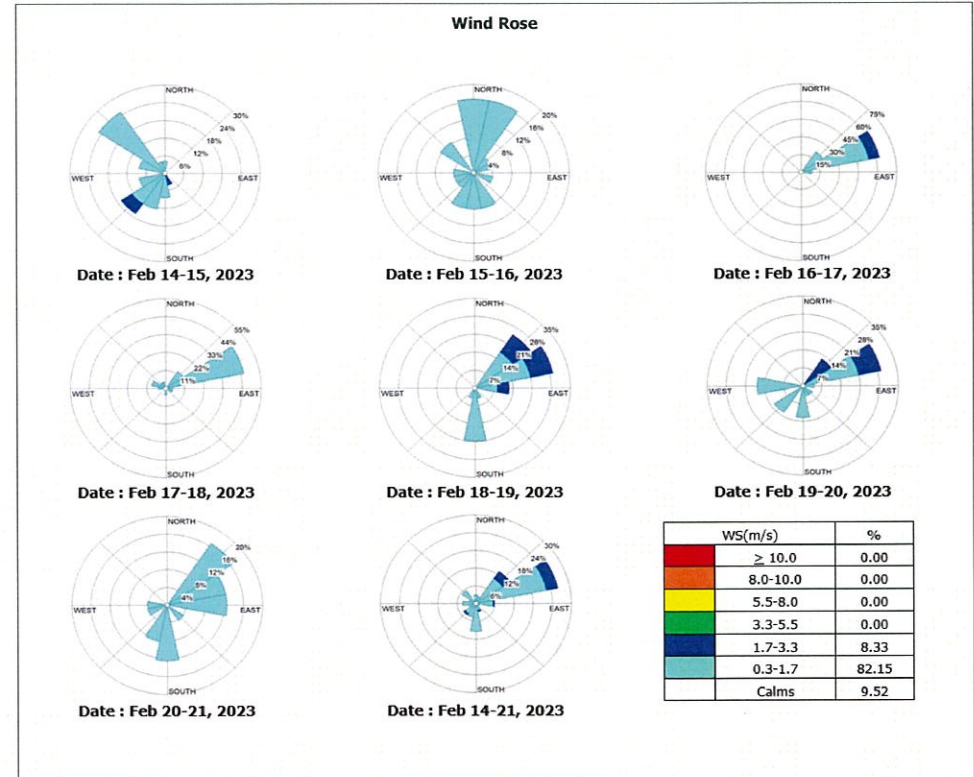 Wind Rose
NORTH
30%
24%
18%
12%
6%
WEST
EAST
SOUTH
Date : Feb 14-15, 2023
NORTH
20%
16%
12%
8%
4%
WEST
EAST
SOUTH
Date : Feb 15-16, 2023
NORTH
75%
60%
45%
30%
15%
WEST
EAST
SOUTH
Date : Feb 16-17, 2023
NORTH
55%
44%
33%
22%
11%
WEST
EAST
SOUTH
Date : Feb 17-18, 2023
NORTH
35%
28%
21%
14%
7%
WEST
EAST
SOUTH
Date : Feb 18-19, 2023
NORTH
35%
28%
21%
14%
7%
WEST
EAST
SOUTH
Date : Feb 19-20, 2023
NORTH
20%
16%
12%
8%
4%
WEST
EAST
SOUTH
Date : Feb 20-21, 2023
NORTH
30%
24%
18%
12%
6%
WEST
EAST
SOUTH
Date : Feb 14-21, 2023
WS(m/s) %
≥ 10.0 0.00
8.0-10.0 0.00
5.5-8.0 0.00
3.3-5.5 0.00
1.7-3.3 8.33
0.3-1.7 82.15
Calms 9.52